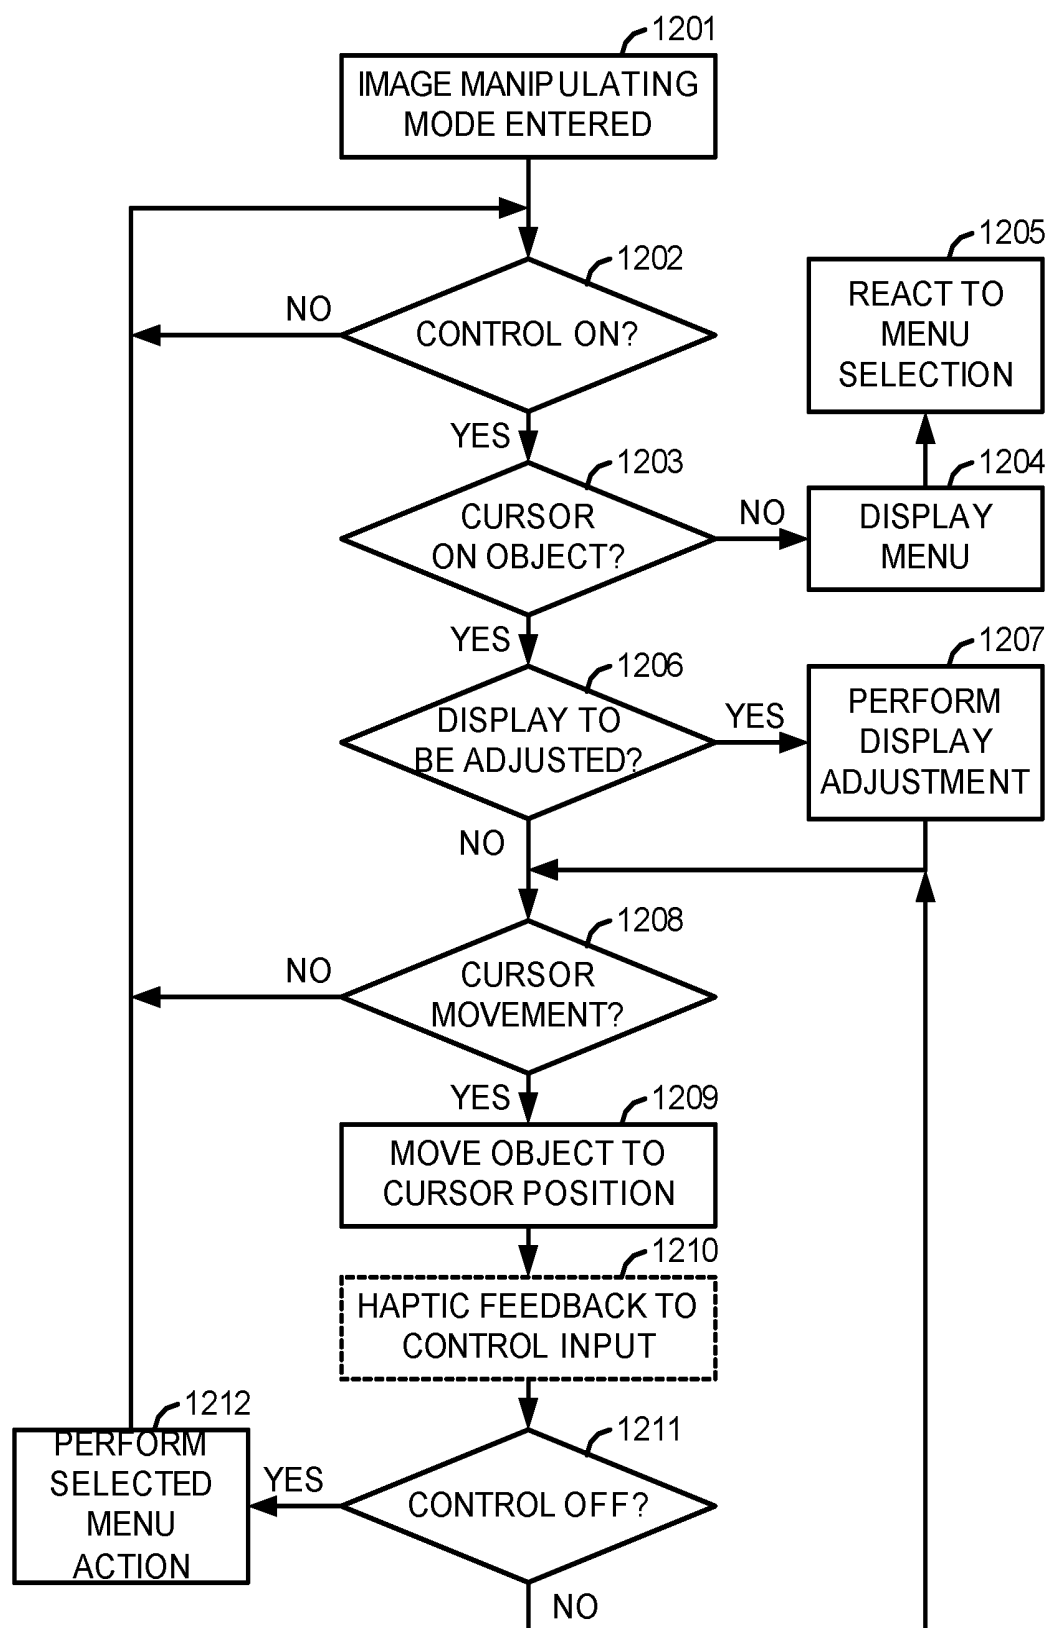 1201
IMAGE MANIPULATING
MODE ENTERED
1202
CONTROL ON?
NO
YES
1203
CURSOR
ON OBJECT?
NO
1204
DISPLAY
MENU
1205
REACT TO
MENU
SELECTION
YES
1206
DISPLAY TO
BE ADJUSTED?
YES
1207
PERFORM
DISPLAY
ADJUSTMENT
NO
1208
CURSOR
MOVEMENT?
NO
YES
1209
MOVE OBJECT TO
CURSOR POSITION
1210
HAPTIC FEEDBACK TO
CONTROL INPUT
1211
CONTROL OFF?
YES
1212
PERFORM
SELECTED
MENU
ACTION
NO